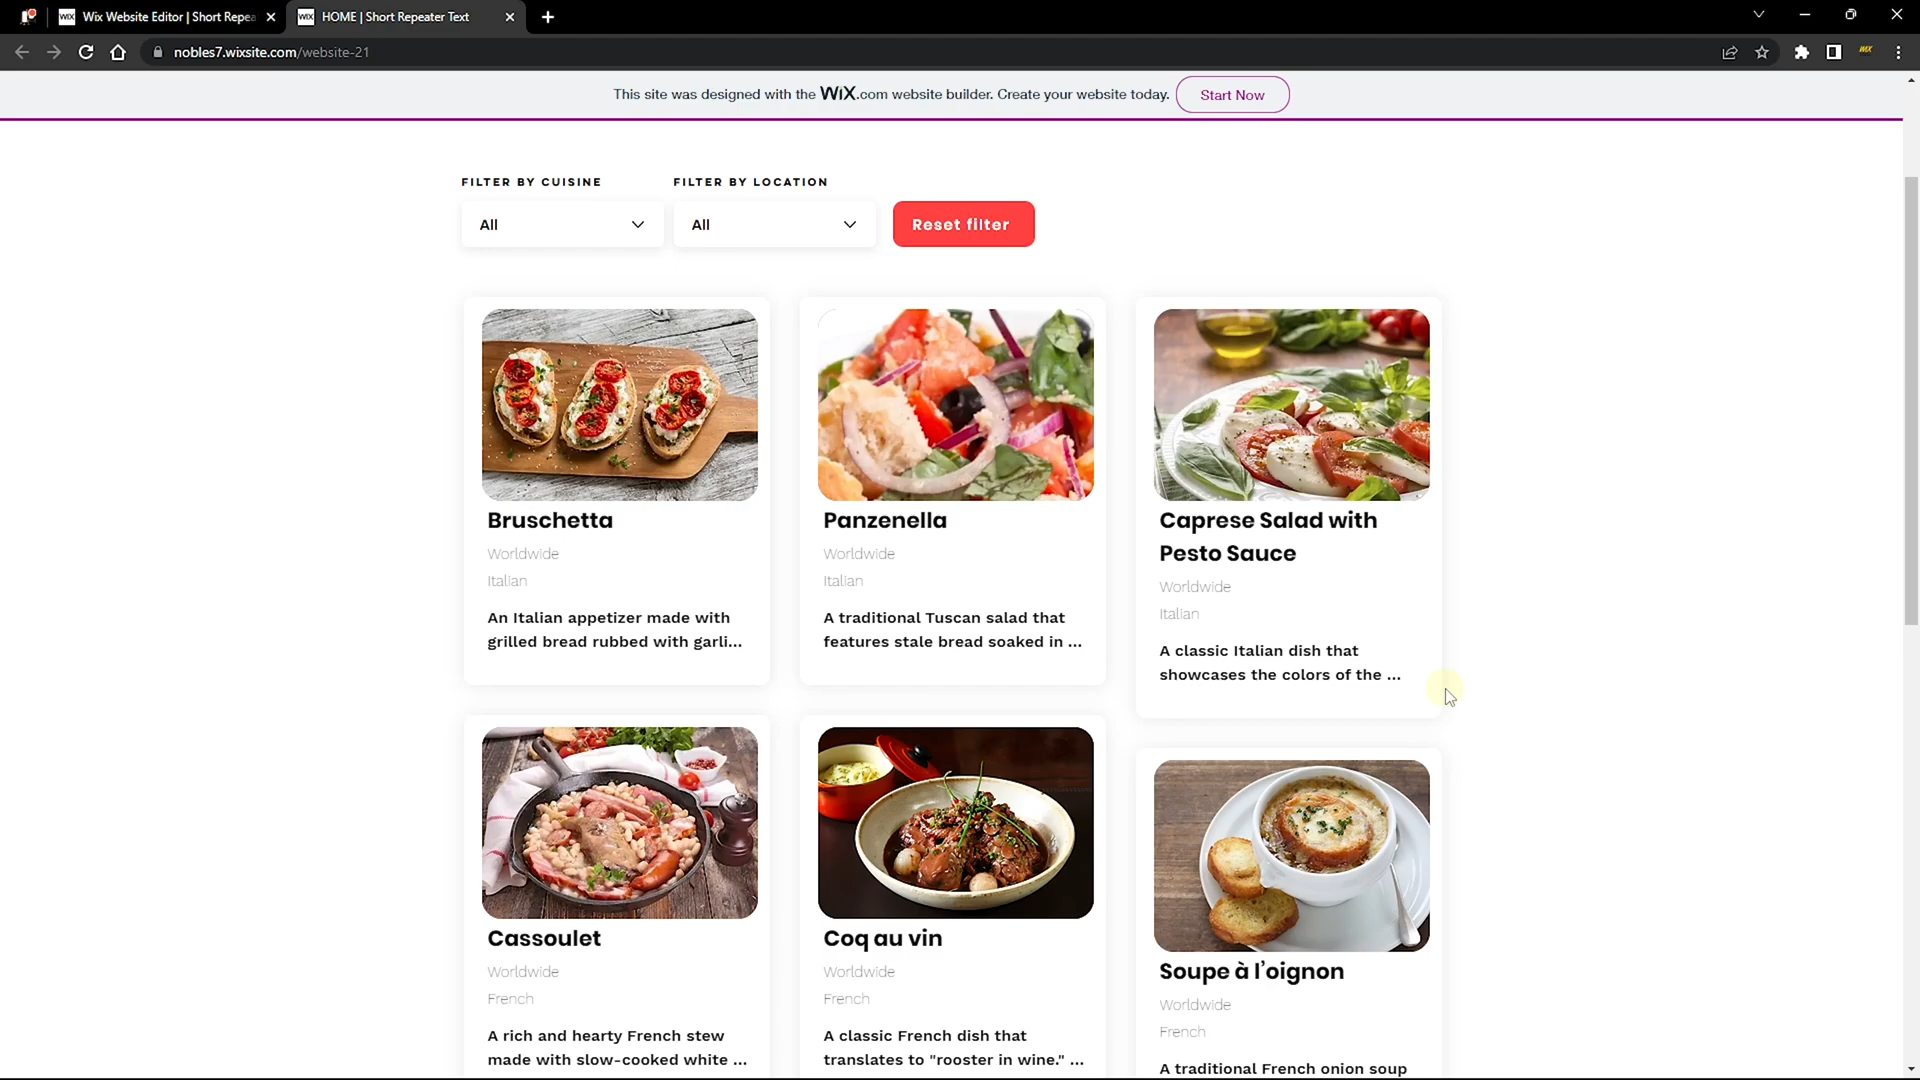 Wix Website Editor | Short Repea
HOME | Short Repeater Text
nobles7.wixsite.com/website-21
This site was designed with the WiX.com website builder. Create your website today.
Start Now
FILTER BY CUISINE
FILTER BY LOCATION
All
All
Reset filter
Bruschetta
Worldwide
Italian
An Italian appetizer made with
grilled bread rubbed with garli...
Panzenella
Worldwide
Italian
A traditional Tuscan salad that
features stale bread soaked in ...
Caprese Salad with
Pesto Sauce
Worldwide
Italian
A classic Italian dish that
showcases the colors of the ...
Cassoulet
Worldwide
French
A rich and hearty French stew
made with slow-cooked white ...
Coq au vin
Worldwide
French
A classic French dish that
translates to "rooster in wine." ...
Soupe à l’oignon
Worldwide
French
A traditional French onion soup